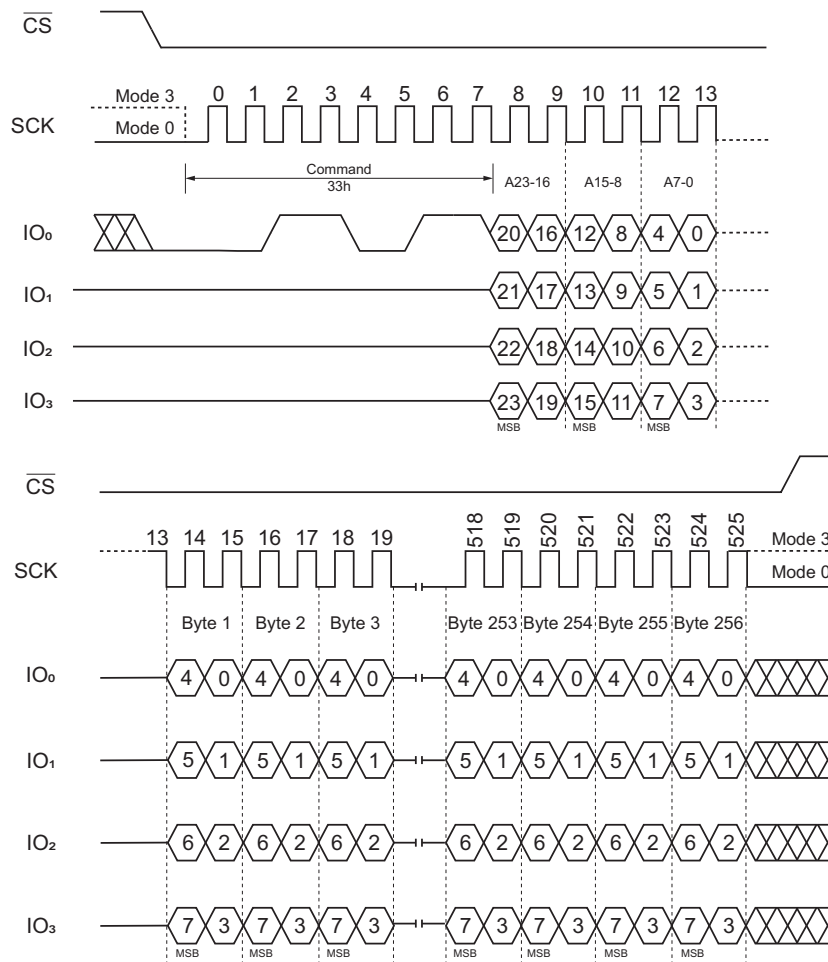 CS
0 1 2 3 4 5 6 7 8 9 10 11 12 13
Mode 3
SCK
Mode 0
Command
33h
A23-16 A15-8 A7-0
IO₀ 20 16 12 8 4 0
IO₁ 21 17 13 9 5 1
IO₂ 22 18 14 10 6 2
IO₃ 23 19 15 11 7 3
MSB MSB MSB
CS
13 14 15 16 17 18 19 518 519 520 521 522 523 524 525
Mode 3
SCK
Mode 0
Byte 1 Byte 2 Byte 3 Byte 253 Byte 254 Byte 255 Byte 256
IO₀ 4 0 4 0 4 0 4 0 4 0 4 0 4 0
IO₁ 5 1 5 1 5 1 5 1 5 1 5 1 5 1
IO₂ 6 2 6 2 6 2 6 2 6 2 6 2 6 2
IO₃ 7 3 7 3 7 3 7 3 7 3 7 3 7 3
MSB MSB MSB MSB MSB MSB MSB